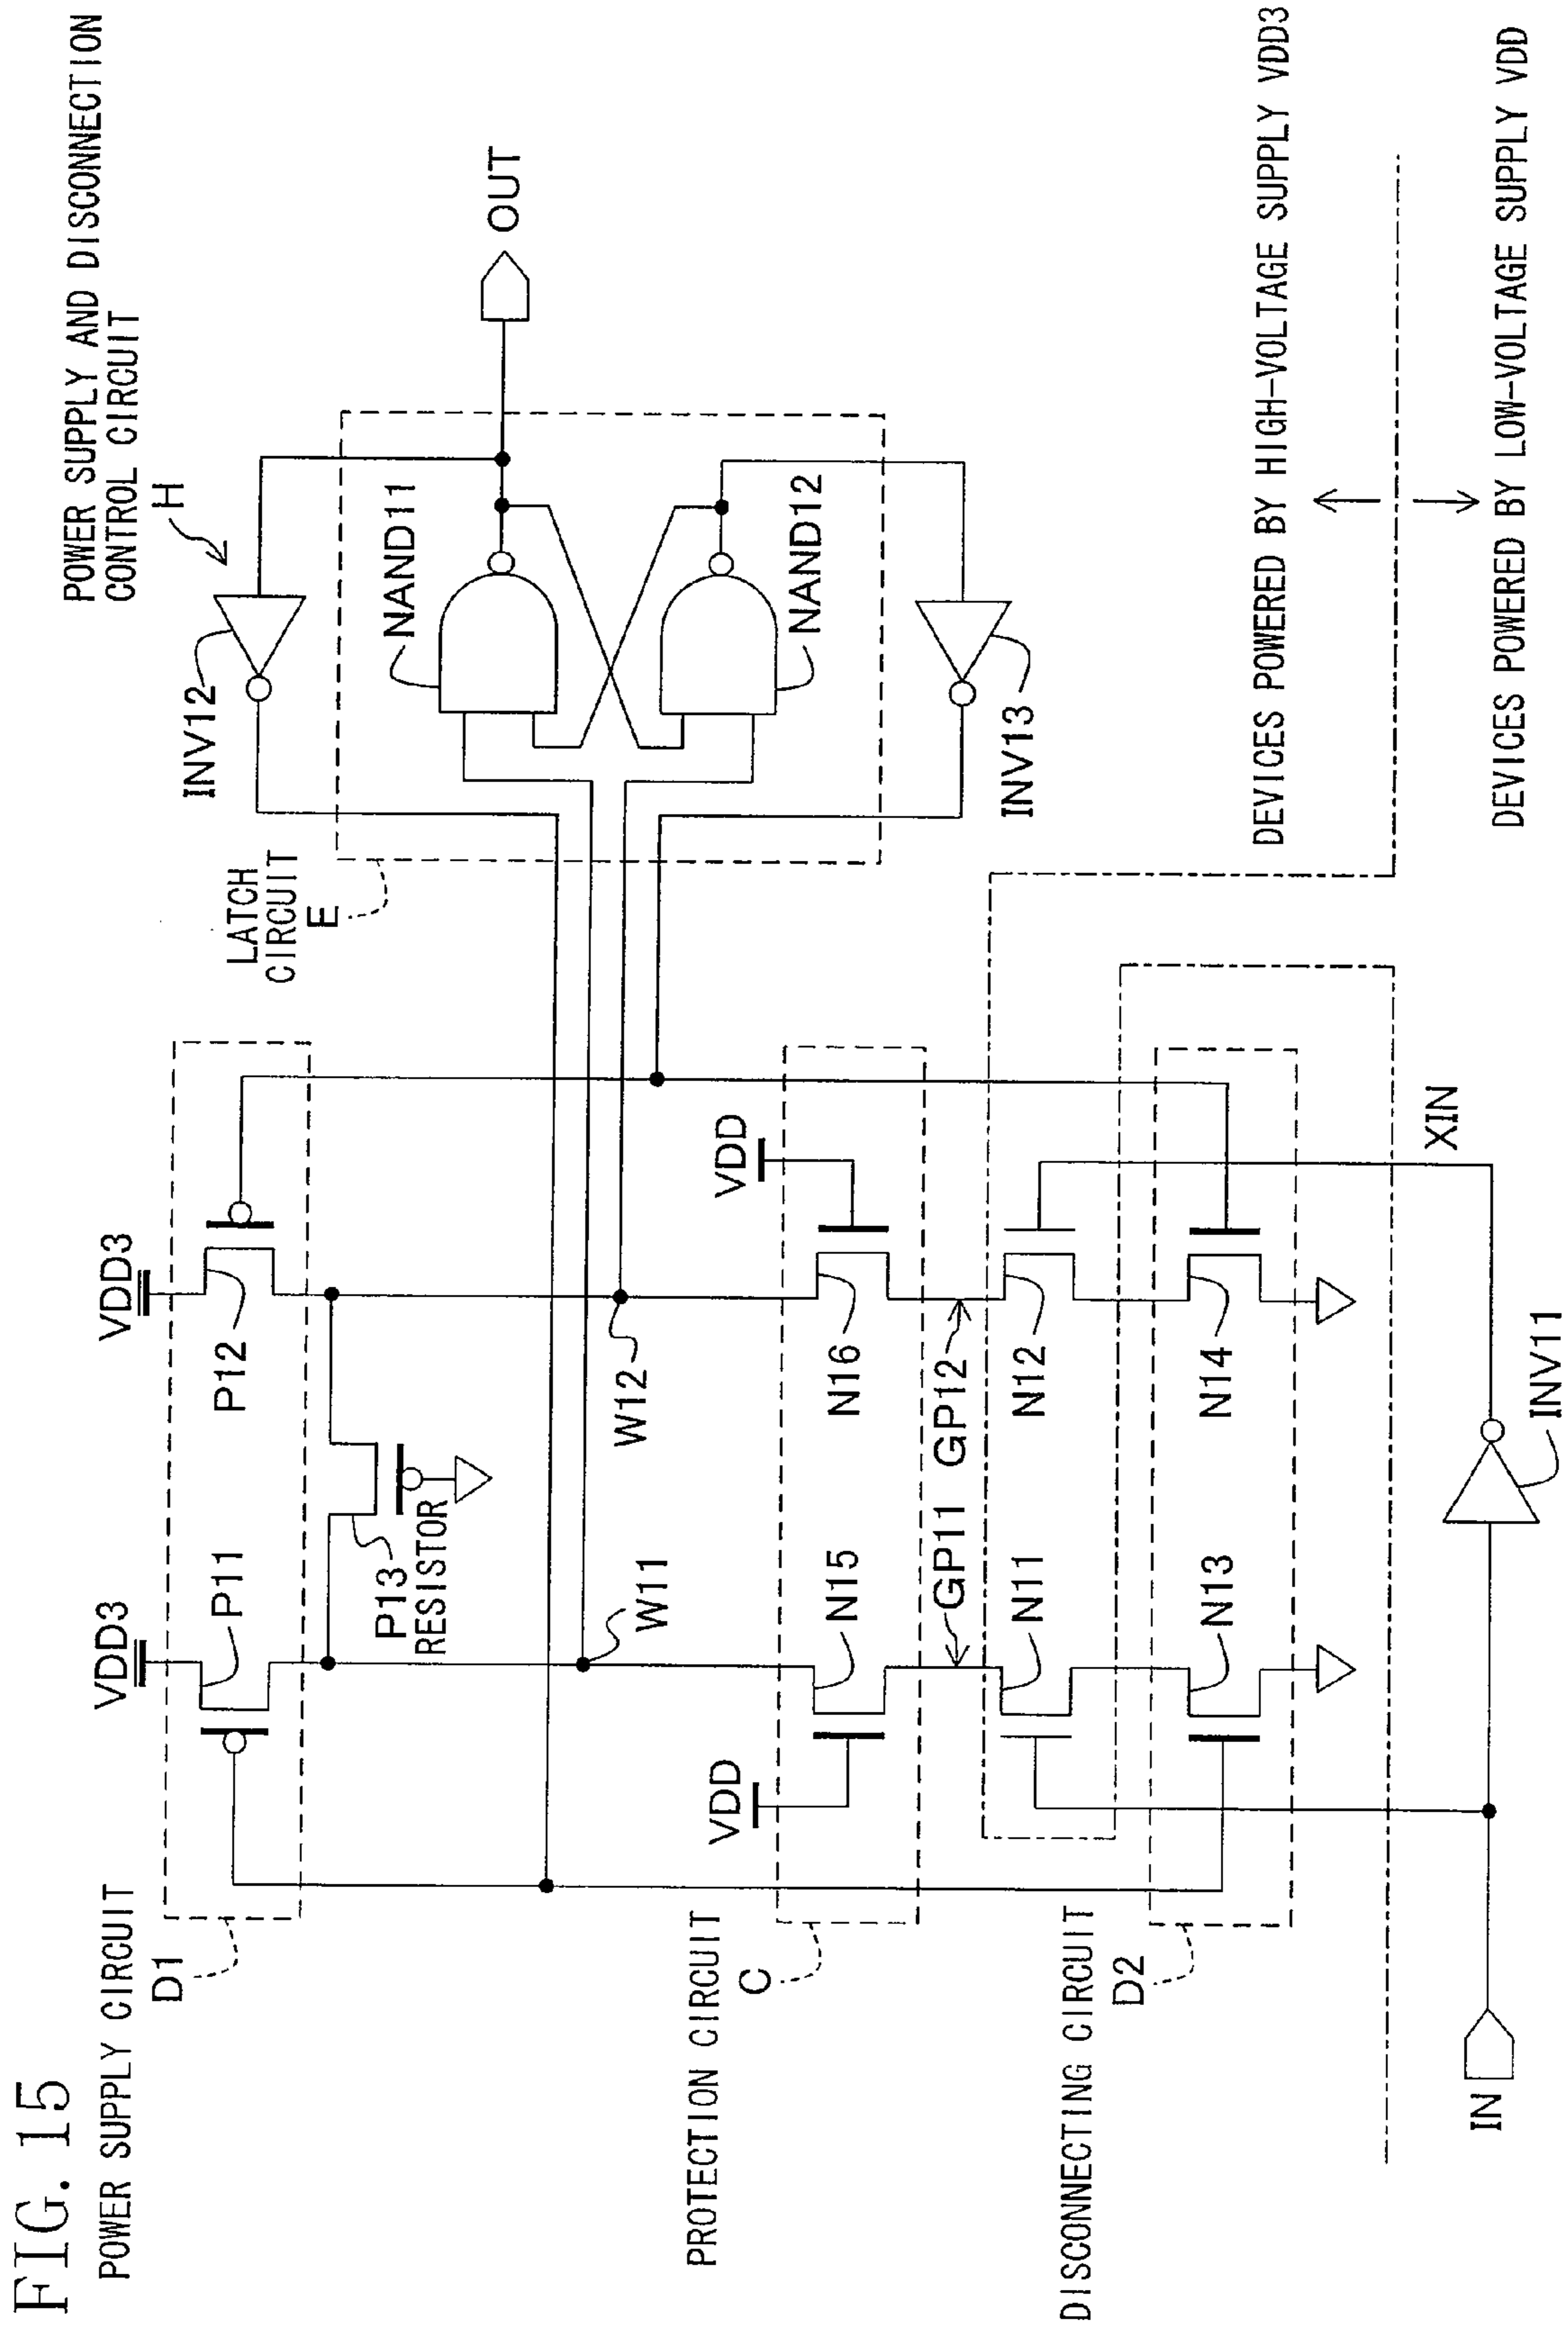 FIG. 15
POWER SUPPLY CIRCUIT
D1
VDD3
P11
VDD3
P12
P13
RESISTOR
POWER SUPPLY AND DISCONNECTION
CONTROL CIRCUIT
H
INV12
LATCH
CIRCUIT
E
NAND11
OUT
NAND12
INV13
W11
W12
PROTECTION CIRCUIT
C
VDD
N15
VDD
N16
GP11
GP12
N11
N12
DISCONNECTING CIRCUIT
D2
N13
N14
XIN
IN
INV11
DEVICES POWERED BY HIGH-VOLTAGE SUPPLY VDD3
DEVICES POWERED BY LOW-VOLTAGE SUPPLY VDD